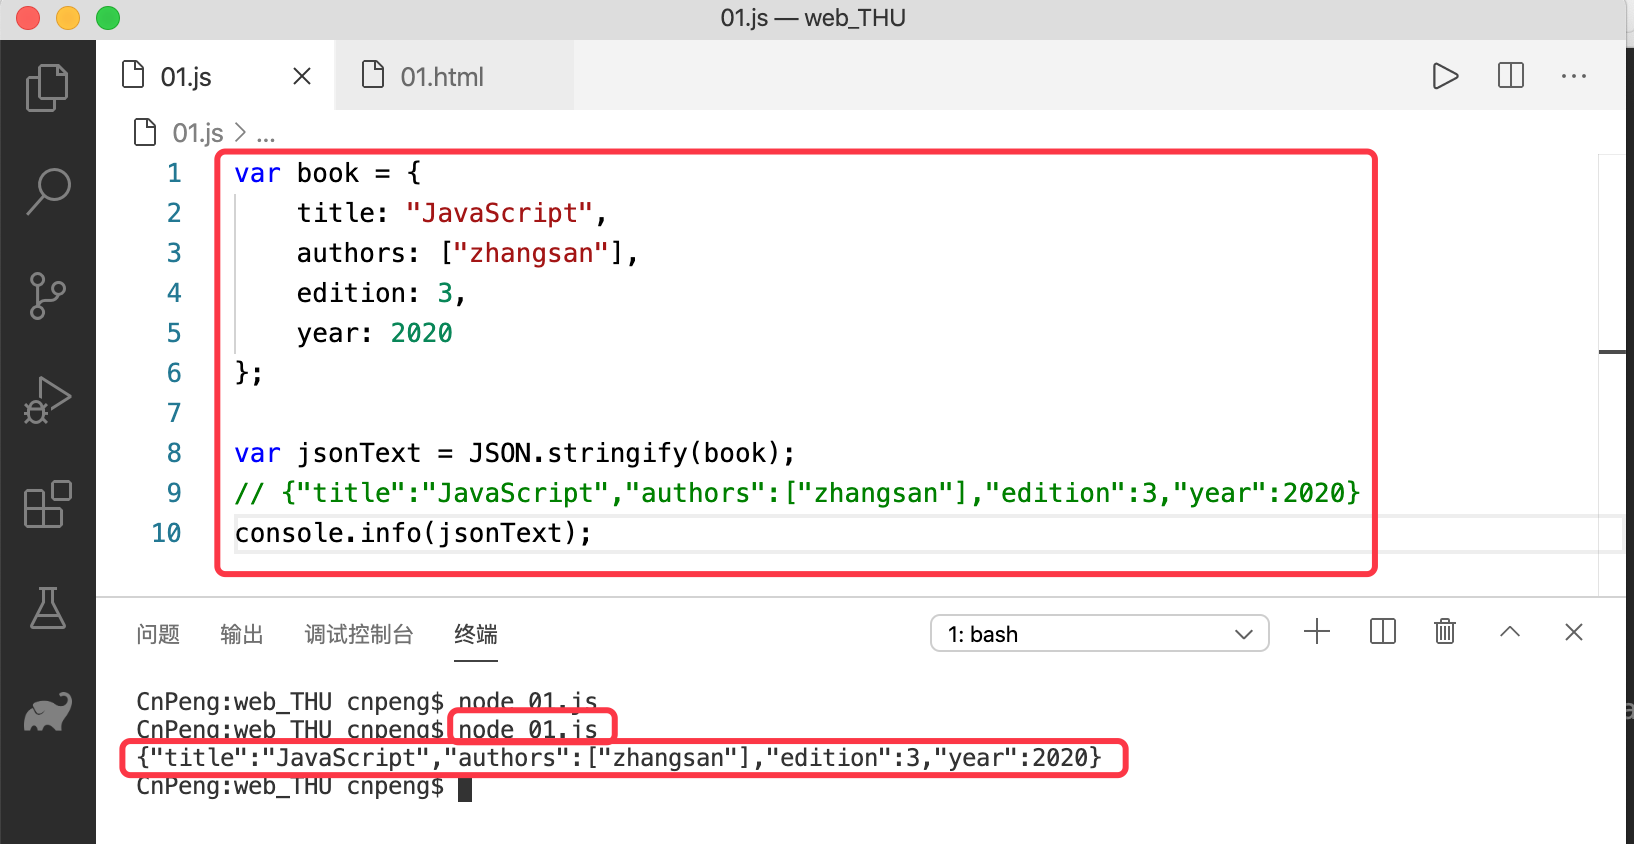 01.js — web_THU
01.js
01.html
01.js > ...
1 var book = {
2 title: "JavaScript",
3 authors: ["zhangsan"],
4 edition: 3,
5 year: 2020
6 };
7
8 var jsonText = JSON.stringify(book);
9 // {"title":"JavaScript","authors":["zhangsan"],"edition":3,"year":2020}
10 console.info(jsonText);
问题 输出 调试控制台 终端 1: bash
CnPeng:web_THU cnpeng$ node 01.js
CnPeng:web_THU cnpeng$ node 01.js
{"title":"JavaScript","authors":["zhangsan"],"edition":3,"year":2020}
CnPeng:web_THU cnpeng$